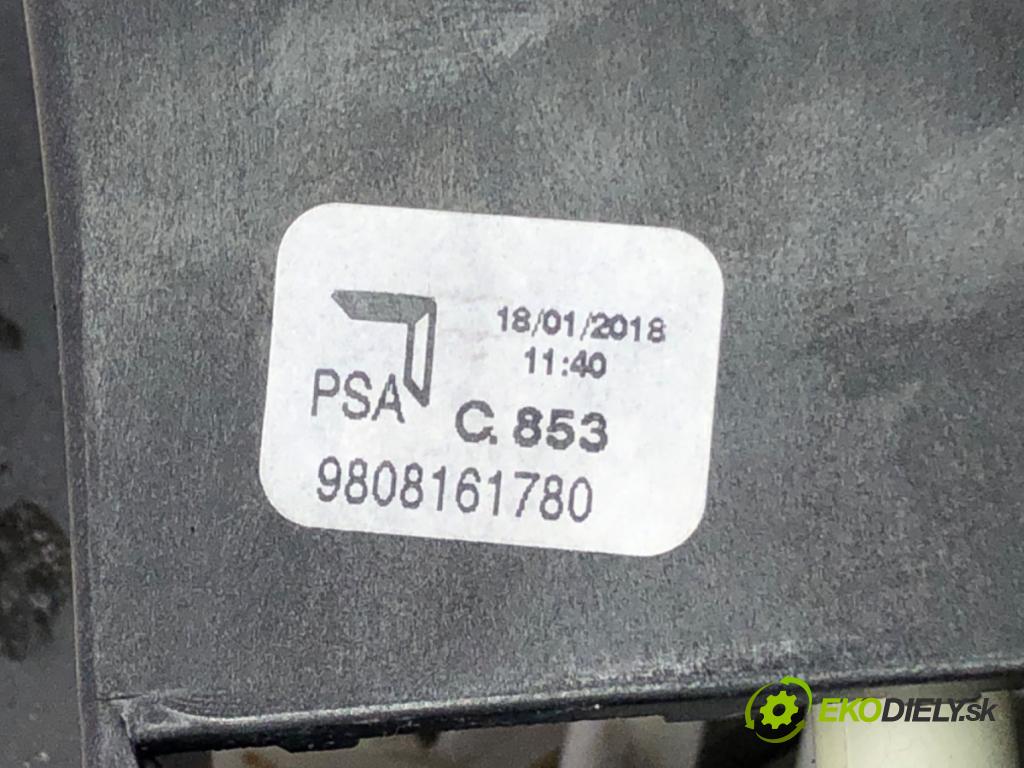 18/01/2018
11:40
PSA
C. 853
9808161780
EKODIELY.sk